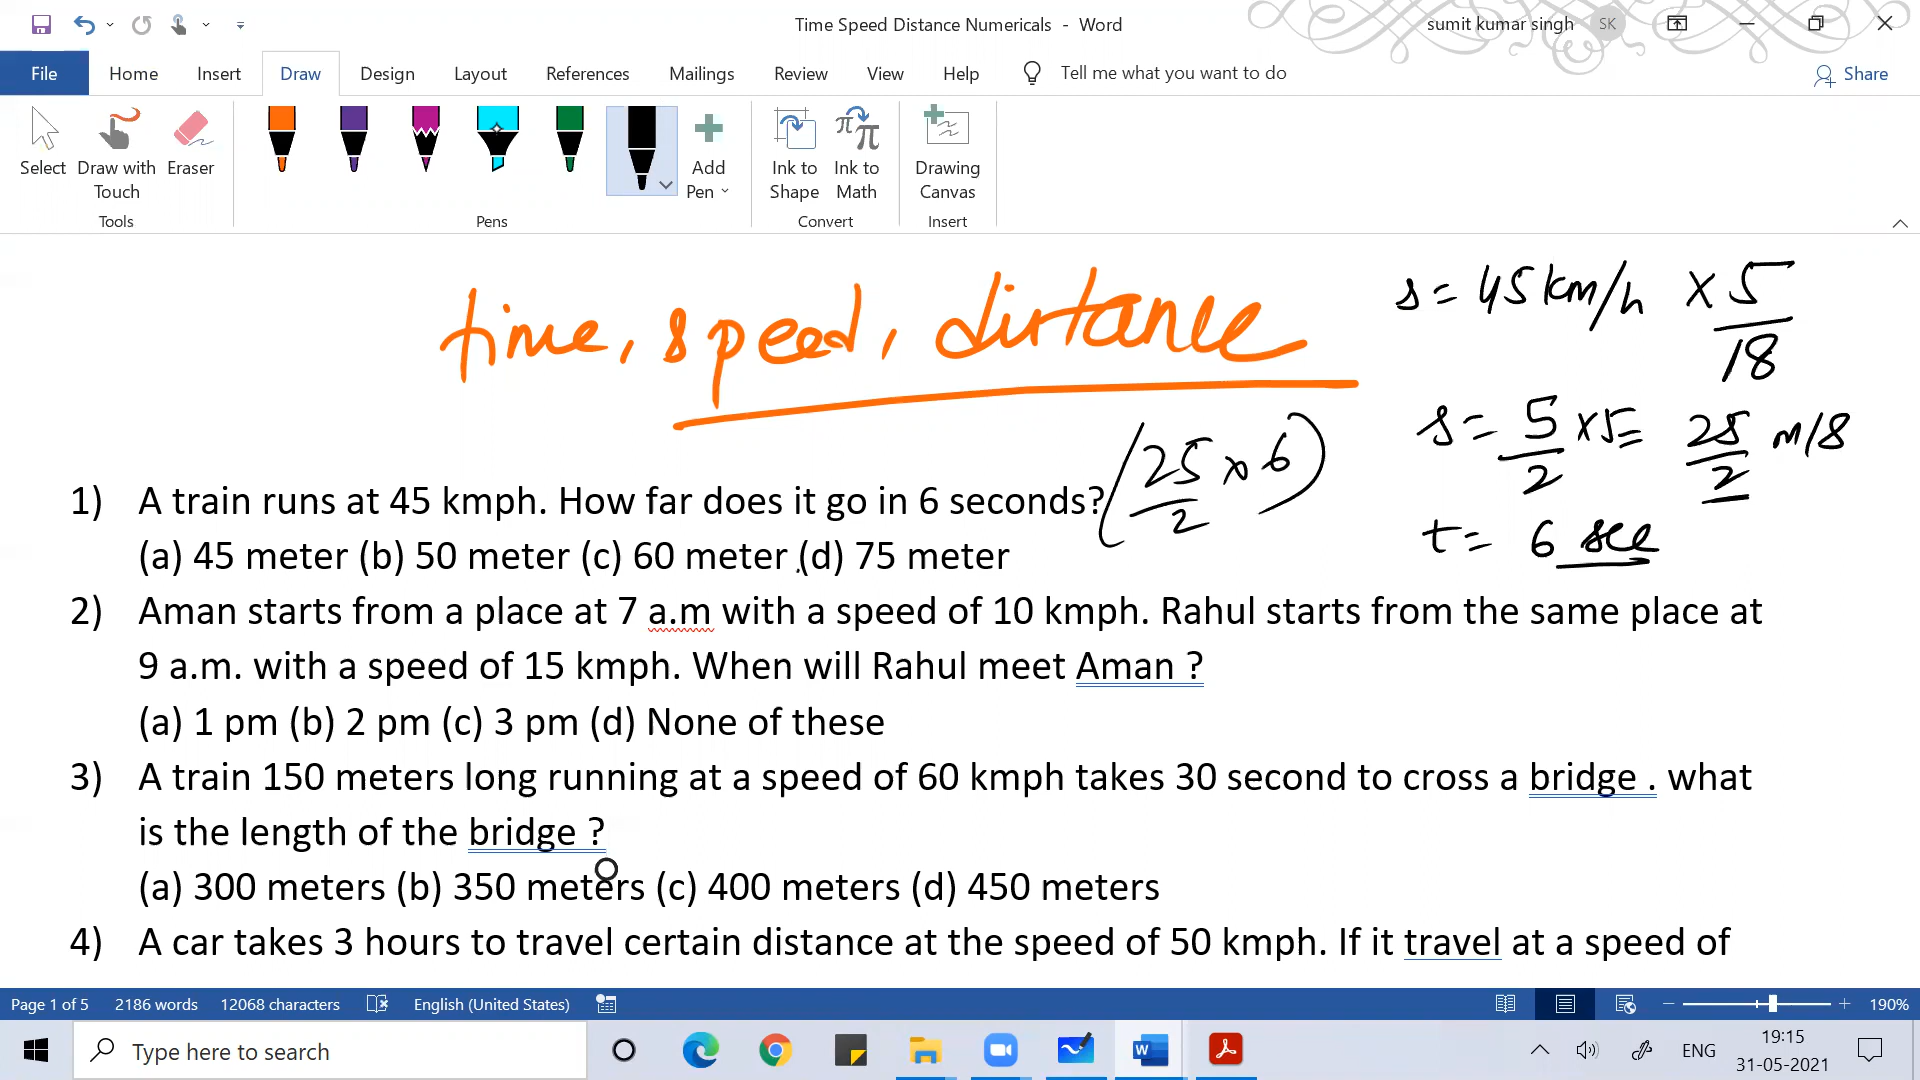 Time Speed Distance Numericals - Word
sumit kumar singh SK
File Home Insert Draw Design Layout References Mailings Review View Help Tell me what you want to do Share
Select Draw with Touch Eraser
Add Pen
Ink to Shape Ink to Math
Drawing Canvas
Tools Pens Convert Insert
time, speed, distance
s = 45 km/h × 5/18
s = 5/2 × 5 = 25/2 m/s
(25/2 × 6)
t = 6 sec
1) A train runs at 45 kmph. How far does it go in 6 seconds?
(a) 45 meter (b) 50 meter (c) 60 meter (d) 75 meter
2) Aman starts from a place at 7 a.m with a speed of 10 kmph. Rahul starts from the same place at
9 a.m. with a speed of 15 kmph. When will Rahul meet Aman ?
(a) 1 pm (b) 2 pm (c) 3 pm (d) None of these
3) A train 150 meters long running at a speed of 60 kmph takes 30 second to cross a bridge . what
is the length of the bridge ?
(a) 300 meters (b) 350 meters (c) 400 meters (d) 450 meters
4) A car takes 3 hours to travel certain distance at the speed of 50 kmph. If it travel at a speed of
Page 1 of 5 2186 words 12068 characters English (United States) 190%
Type here to search
ENG
19:15
31-05-2021